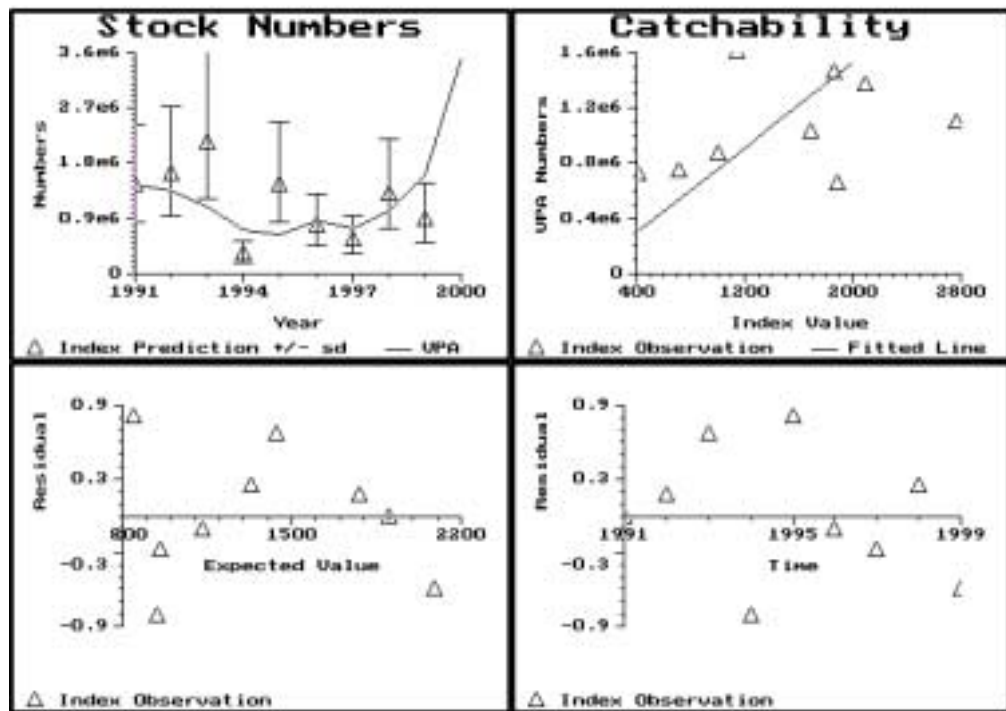 Stock Numbers
3.6e6
2.7e6
1.8e6
0.9e6
0
Numbers
1991 1994 1997 2000
Year
Index Prediction +/- sd VPA
Catchability
1.6e6
1.2e6
0.8e6
0.4e6
0
VPA Numbers
400 1200 2000 2800
Index Value
Index Observation Fitted Line
0.9
0.3
-0.3
-0.9
Residual
800 1500 2200
Expected Value
Index Observation
0.9
0.3
-0.3
-0.9
Residual
1991 1995 1999
Time
Index Observation